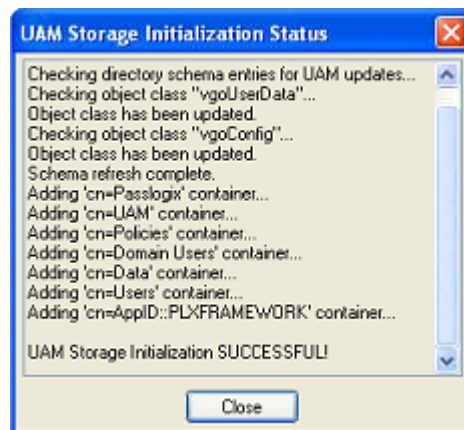 UAM Storage Initialization Status
Checking directory schema entries for UAM updates...
Checking object class "vgoUserData"...
Object class has been updated.
Checking object class "vgoConfig"...
Object class has been updated.
Schema refresh complete.
Adding 'cn=Passlogix' container...
Adding 'cn=UAM' container...
Adding 'cn=Policies' container...
Adding 'cn=Domain Users' container...
Adding 'cn=Data' container...
Adding 'cn=Users' container...
Adding 'cn=AppID::PLXFRAMEWORK' container...
UAM Storage Initialization SUCCESSFUL!
Close